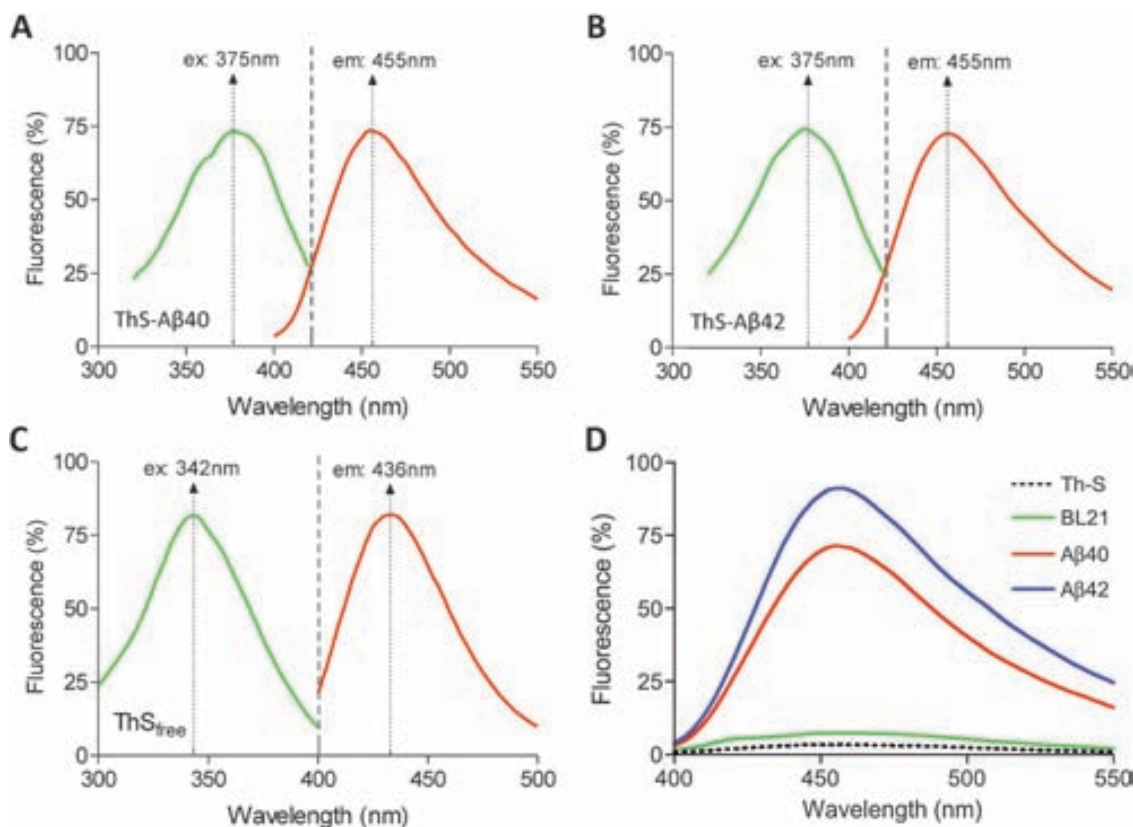 A
ex: 375nm
em: 455nm
100
75
50
25
0
Fluorescence (%)
ThS-Aβ40
300
350
400
450
500
550
Wavelength (nm)
B
ex: 375nm
em: 455nm
100
75
50
25
0
Fluorescence (%)
ThS-Aβ42
300
350
400
450
500
550
Wavelength (nm)
C
ex: 342nm
em: 436nm
100
75
50
25
0
Fluorescence (%)
ThSfree
300
350
400
450
500
Wavelength (nm)
D
100
75
50
25
0
Fluorescence (%)
Th-S
BL21
Aβ40
Aβ42
400
450
500
550
Wavelength (nm)